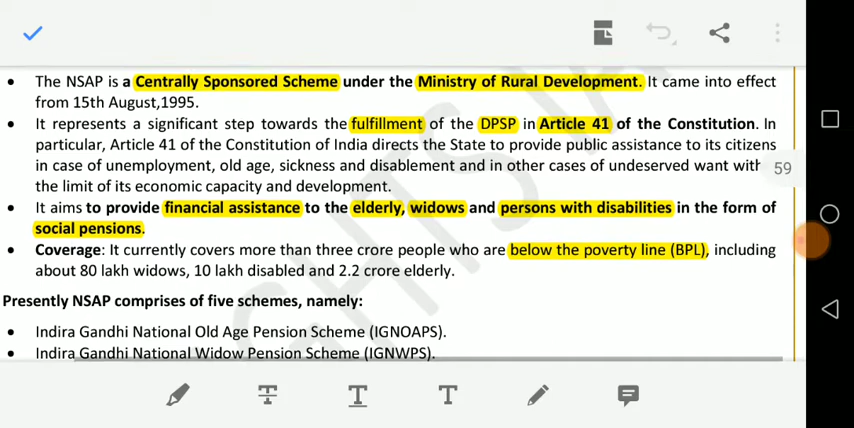 • The NSAP is a Centrally Sponsored Scheme under the Ministry of Rural Development. It came into effect
from 15th August,1995.
• It represents a significant step towards the fulfillment of the DPSP in Article 41 of the Constitution. In
particular, Article 41 of the Constitution of India directs the State to provide public assistance to its citizens
in case of unemployment, old age, sickness and disablement and in other cases of undeserved want with
59
the limit of its economic capacity and development.
• It aims to provide financial assistance to the elderly, widows and persons with disabilities in the form of
social pensions.
• Coverage: It currently covers more than three crore people who are below the poverty line (BPL), including
about 80 lakh widows, 10 lakh disabled and 2.2 crore elderly.
Presently NSAP comprises of five schemes, namely:
• Indira Gandhi National Old Age Pension Scheme (IGNOAPS).
• Indira Gandhi National Widow Pension Scheme (IGNWPS).